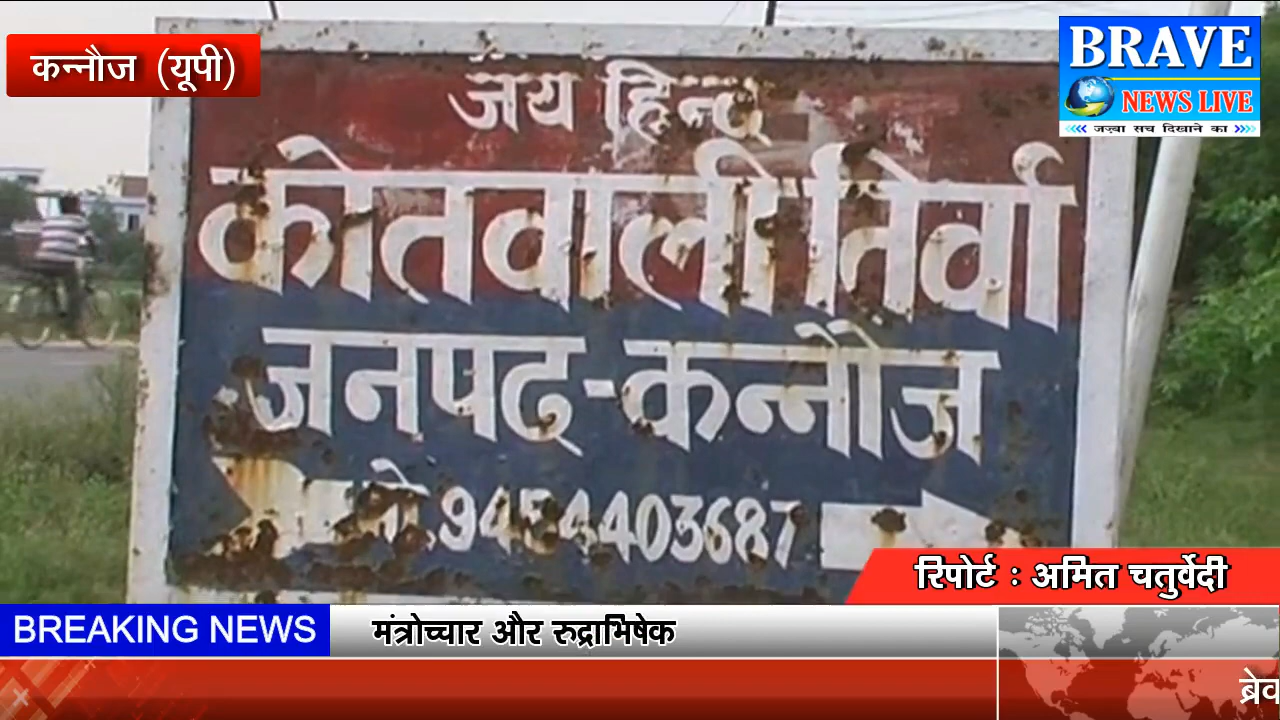 कन्नौज (यूपी)
BRAVE
NEWS LIVE
जज़्बा सच दिखाने का
जय हिन्द
कोतवाली तिर्वा
जनपद-कन्नौज
मो.9454403687
रिपोर्ट : अमित चतुर्वेदी
BREAKING NEWS
मंत्रोच्चार और रुद्राभिषेक